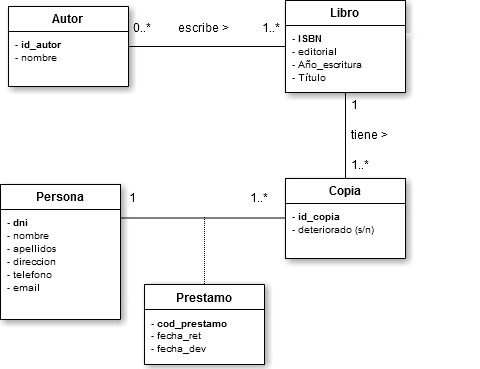 Autor
- id_autor
- nombre
0..*
escribe >
1..*
Libro
- ISBN
- editorial
- Año_escritura
- Título
1
tiene >
1..*
Persona
- dni
- nombre
- apellidos
- direccion
- telefono
- email
1
1..*
Copia
- id_copia
- deteriorado (s/n)
Prestamo
- cod_prestamo
- fecha_ret
- fecha_dev